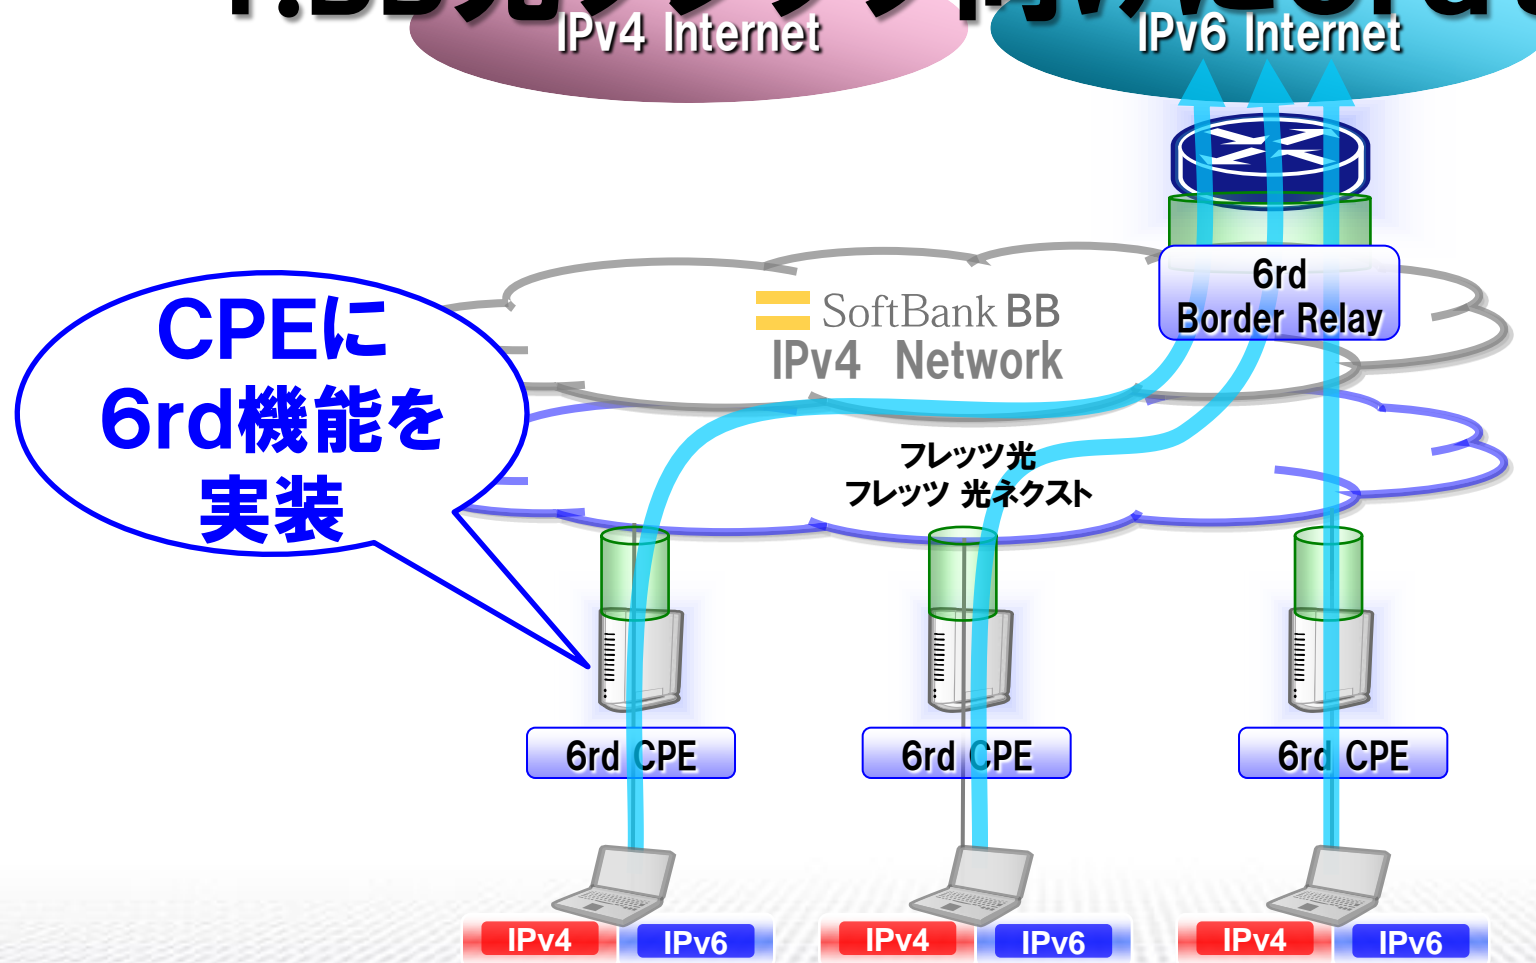 IPv4 Internet
IPv6 Internet
6rd
Border Relay
SoftBank BB
IPv4 Network
CPEに
6rd機能を
実装
フレッツ光
フレッツ 光ネクスト
6rd CPE
6rd CPE
6rd CPE
IPv4
IPv6
IPv4
IPv6
IPv4
IPv6